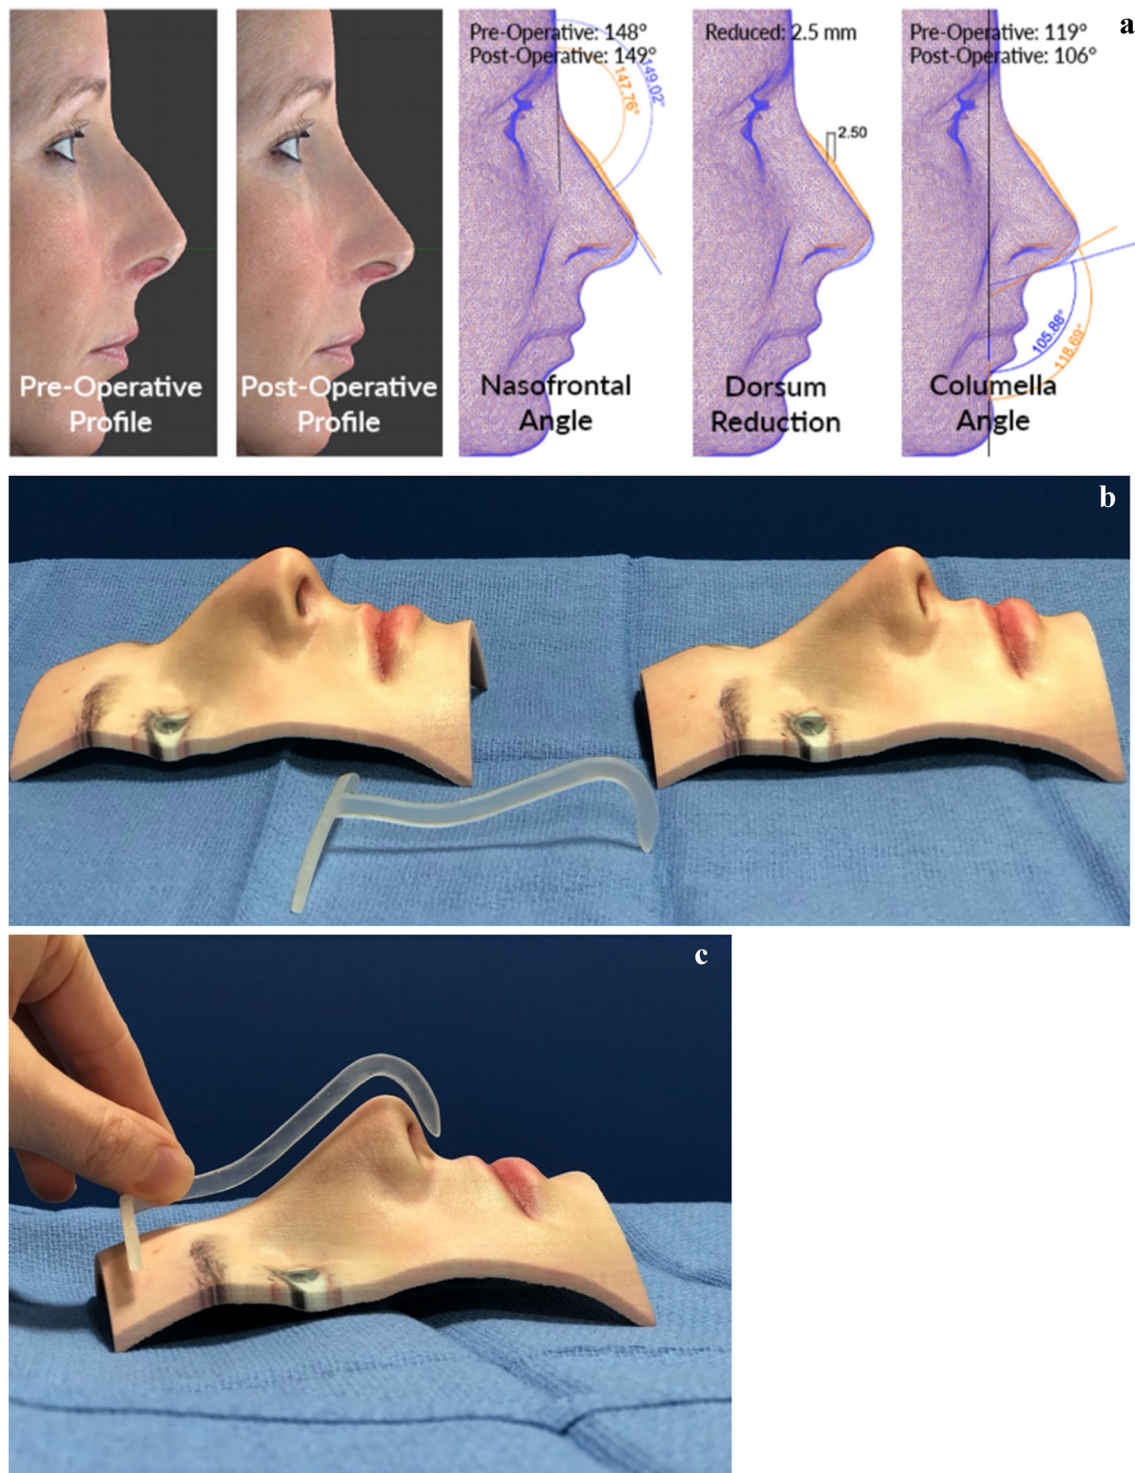 a
Pre-Operative
Profile
Post-Operative
Profile
Pre-Operative: 148°
Post-Operative: 149°
147.76°
149.02°
Nasofrontal
Angle
Reduced: 2.5 mm
2.50
Dorsum
Reduction
Pre-Operative: 119°
Post-Operative: 106°
105.88°
118.69°
Columella
Angle
b
c